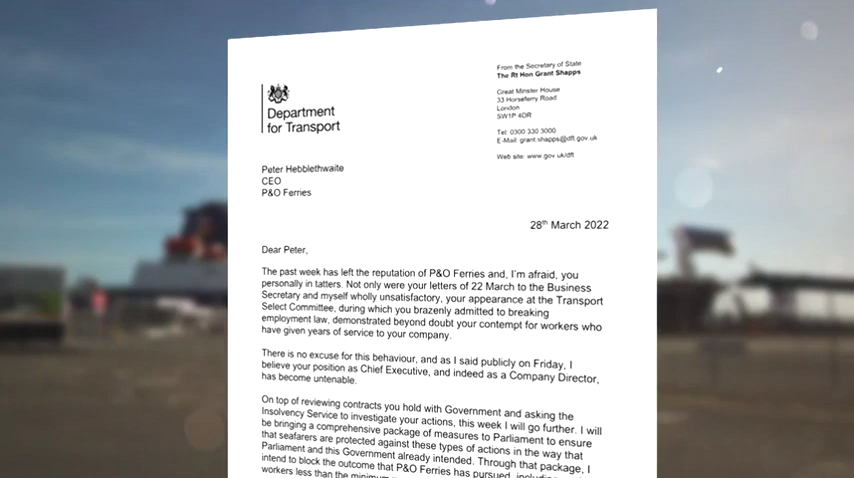 From the Secretary of State
The Rt Hon Grant Shapps
Great Minster House
33 Horseferry Road
London
SW1P 4DR
Tel: 0300 330 3000
E-Mail: grant.shapps@dft.gov.uk
Web site: www.gov.uk/dft
Department
for Transport
Peter Hebblethwaite
CEO
P&O Ferries
28th March 2022
Dear Peter,
The past week has left the reputation of P&O Ferries and, I'm afraid, you
personally in tatters. Not only were your letters of 22 March to the Business
Secretary and myself wholly unsatisfactory, your appearance at the Transport
Select Committee, during which you brazenly admitted to breaking
employment law, demonstrated beyond doubt your contempt for workers who
have given years of service to your company.
There is no excuse for this behaviour, and as I said publicly on Friday, I
believe your position as Chief Executive, and indeed as a Company Director,
has become untenable.
On top of reviewing contracts you hold with Government and asking the
Insolvency Service to investigate your actions, this week I will go further. I will
be bringing a comprehensive package of measures to Parliament to ensure
that seafarers are protected against these types of actions in the way that
Parliament and this Government already intended. Through that package, I
intend to block the outcome that P&O Ferries has pursued, including
workers less than the minimum